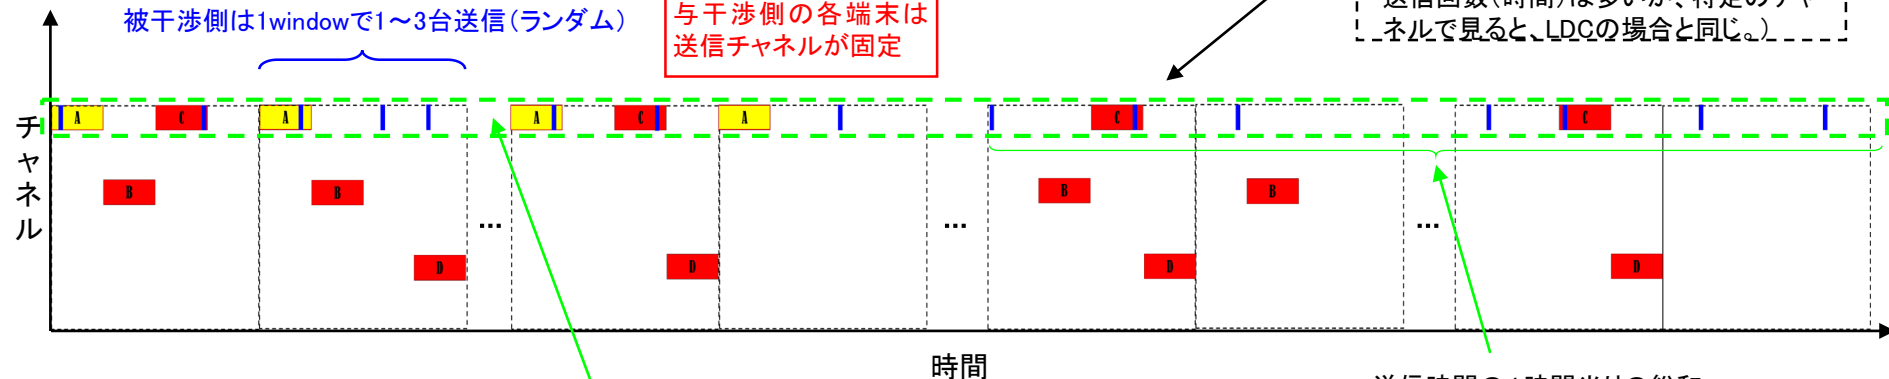 被干渉側は1windowで1～3台送信(ランダム)
与干渉側の各端末は
送信チャネルが固定
ネルで見ると、LDCの場合と同じ。)
チャネル
A C A A C A C C
B B B B
D D D D
... ... ...
時間